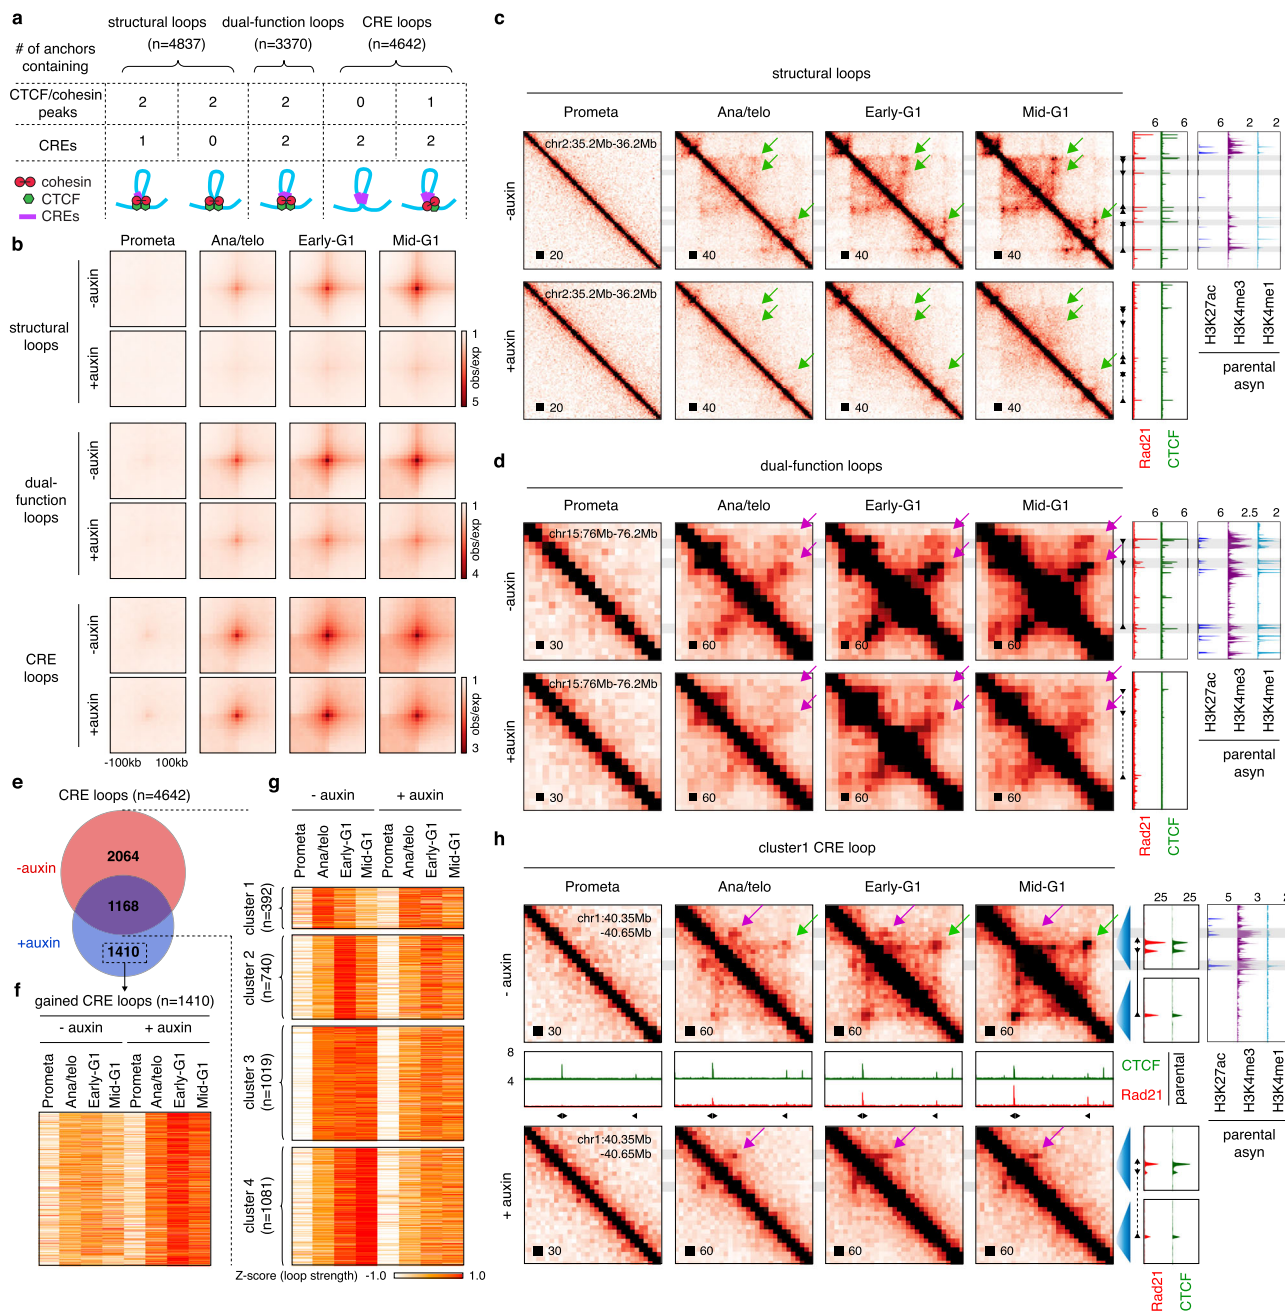 a
structural loops
(n=4837)
dual-function loops
(n=3370)
CRE loops
(n=4642)
# of anchors
containing
CTCF/cohesin
peaks
2
2
2
0
1
CREs
1
0
2
2
2
cohesin
CTCF
CREs
b
Prometa
Ana/telo
Early-G1
Mid-G1
structural
loops
-auxin
+auxin
1
obs/exp
5
dual-
function
loops
-auxin
+auxin
1
obs/exp
4
CRE
loops
-auxin
+auxin
1
obs/exp
3
-100kb
100kb
c
structural loops
Prometa
Ana/telo
Early-G1
Mid-G1
6
6
6
2
2
-auxin
chr2:35.2Mb-36.2Mb
20
40
40
40
+auxin
chr2:35.2Mb-36.2Mb
20
40
40
40
Rad21
CTCF
H3K27ac
H3K4me3
H3K4me1
parental
asyn
d
dual-function loops
Prometa
Ana/telo
Early-G1
Mid-G1
6
6
6
2.5
2
-auxin
chr15:76Mb-76.2Mb
30
60
60
60
+auxin
chr15:76Mb-76.2Mb
30
60
60
60
Rad21
CTCF
H3K27ac
H3K4me3
H3K4me1
parental
asyn
e
CRE loops (n=4642)
-auxin
2064
1168
+auxin
1410
f
gained CRE loops (n=1410)
- auxin
+ auxin
Prometa
Ana/telo
Early-G1
Mid-G1
Prometa
Ana/telo
Early-G1
Mid-G1
g
- auxin
+ auxin
Prometa
Ana/telo
Early-G1
Mid-G1
Prometa
Ana/telo
Early-G1
Mid-G1
cluster 1
(n=392)
cluster 2
(n=740)
cluster 3
(n=1019)
cluster 4
(n=1081)
Z-score (loop strength)
-1.0
1.0
h
cluster1 CRE loop
Prometa
Ana/telo
Early-G1
Mid-G1
25
25
5
3
2
- auxin
chr1:40.35Mb
-40.65Mb
30
60
60
60
8
4
CTCF
Rad21
parental
H3K27ac
H3K4me3
H3K4me1
parental
asyn
+ auxin
chr1:40.35Mb
-40.65Mb
30
60
60
60
Rad21
CTCF